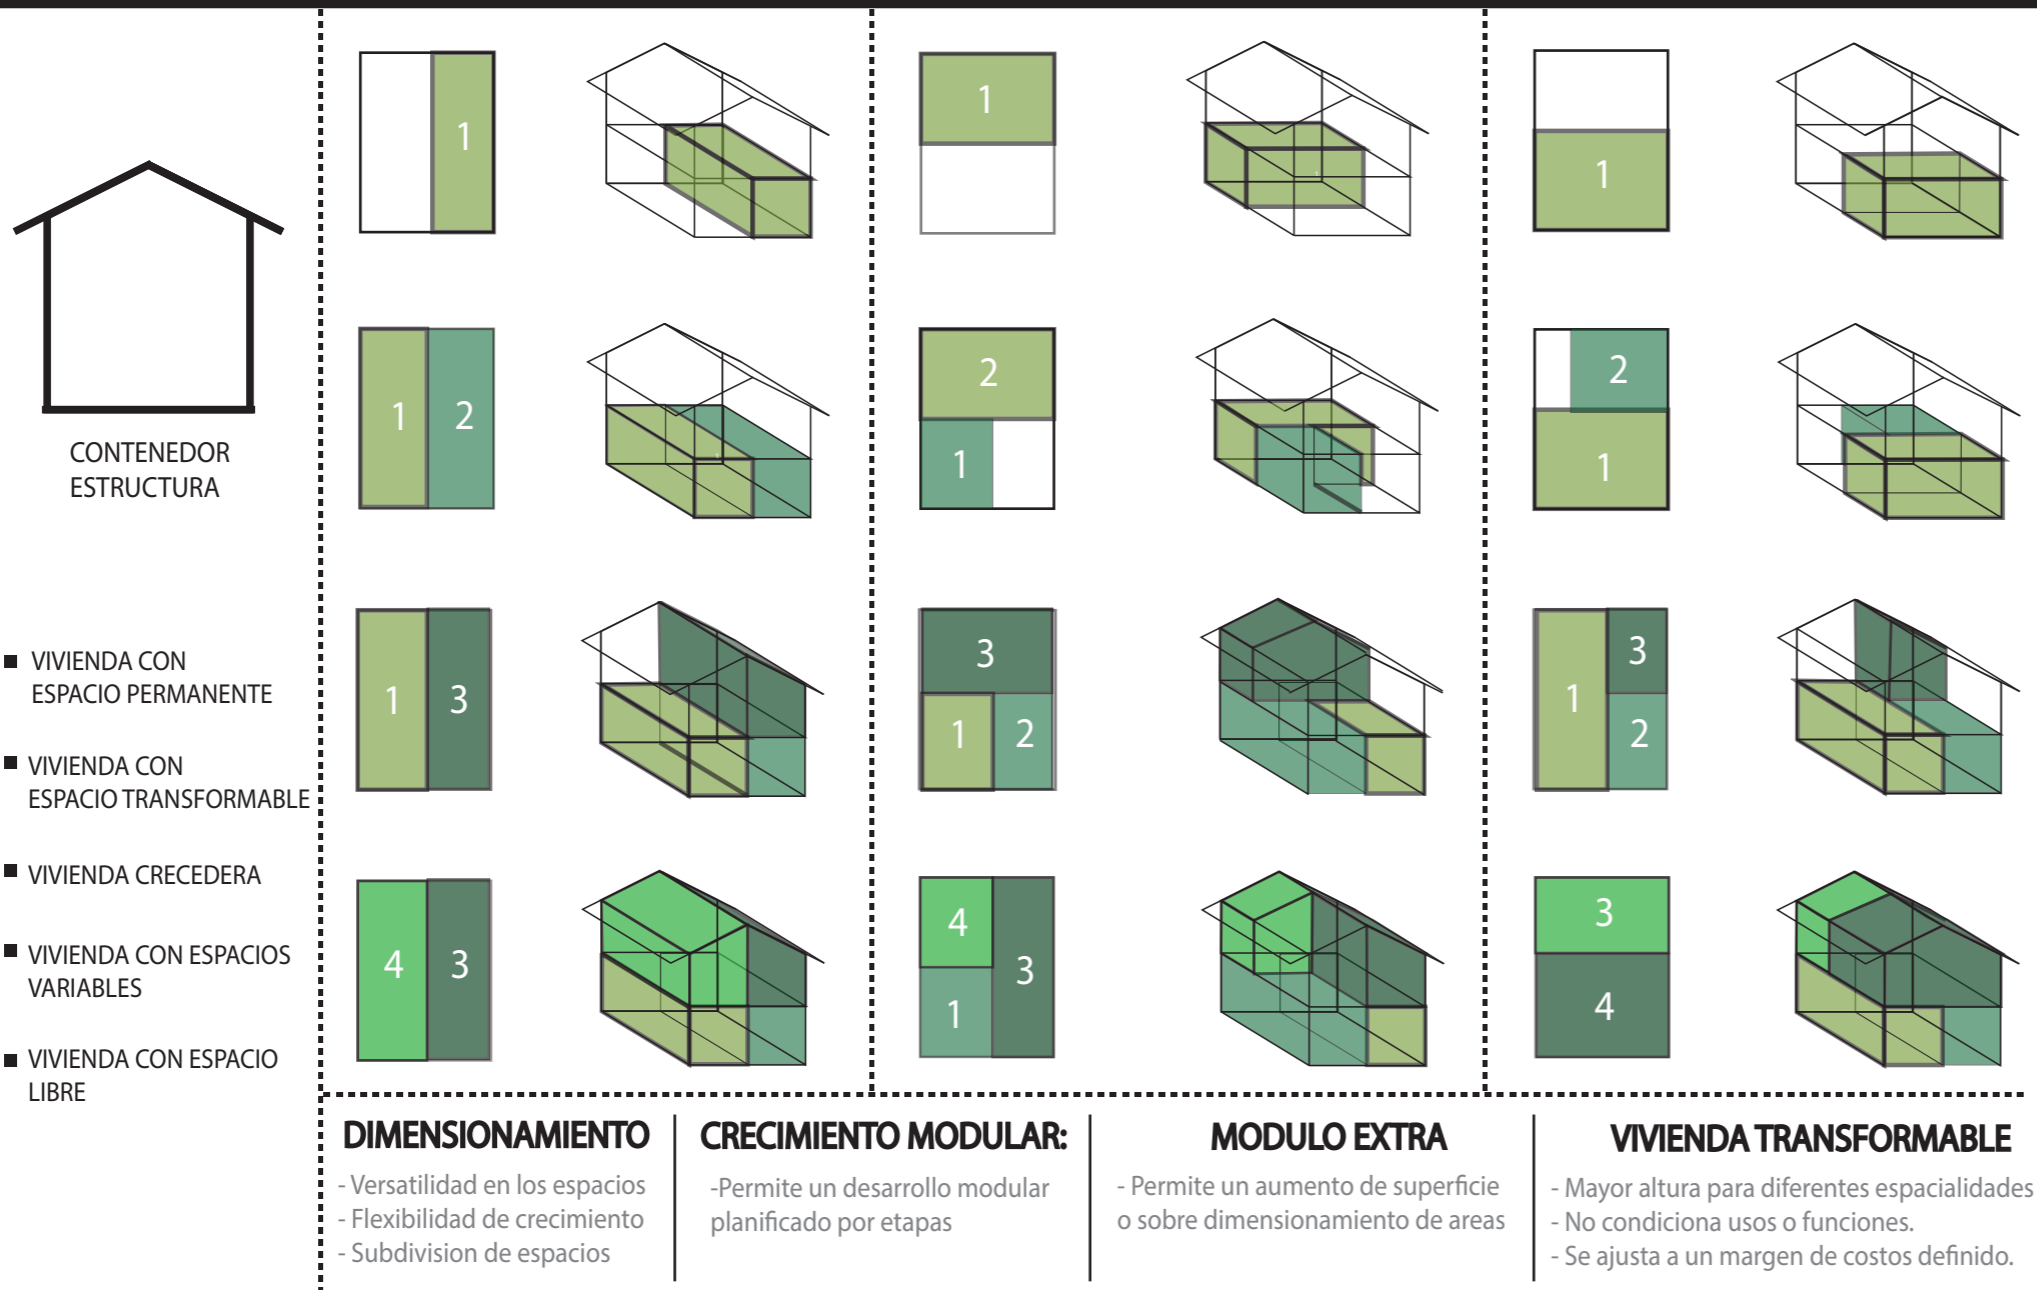 CONTENEDOR
ESTRUCTURA
VIVIENDA CON
ESPACIO PERMANENTE
VIVIENDA CON
ESPACIO TRANSFORMABLE
VIVIENDA CRECEDERA
VIVIENDA CON ESPACIOS
VARIABLES
VIVIENDA CON ESPACIO
LIBRE
1
1
1
1 2
2
1
2
1
1 3
3
1 2
3
1
2
4 3
4
3
1
3
4
DIMENSIONAMIENTO
- Versatilidad en los espacios
- Flexibilidad de crecimiento
- Subdivision de espacios
CRECIMIENTO MODULAR:
-Permite un desarrollo modular
planificado por etapas
MODULO EXTRA
- Permite un aumento de superficie
o sobre dimensionamiento de areas
VIVIENDA TRANSFORMABLE
- Mayor altura para diferentes espacialidades
- No condiciona usos o funciones.
- Se ajusta a un margen de costos definido.